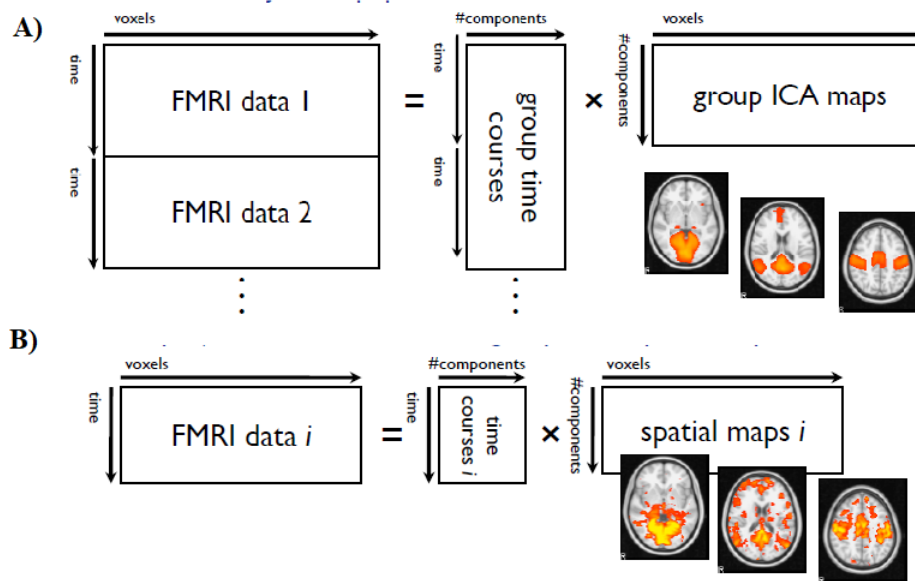 A)
voxels
#components
voxels
time
FMRI data 1
=
time
group time
courses
×
#components
group ICA maps
time
FMRI data 2
time
B)
voxels
#components
voxels
time
FMRI data i
=
time
time
courses i
×
#components
spatial maps i